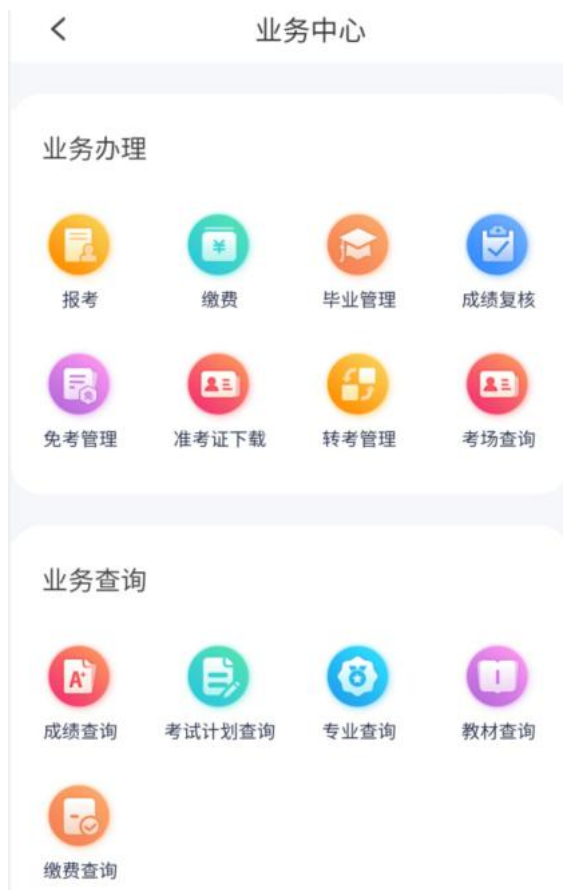 业务中心
业务办理
报考 缴费 毕业管理 成绩复核
免考管理 准考证下载 转考管理 考场查询
业务查询
成绩查询 考试计划查询 专业查询 教材查询
缴费查询